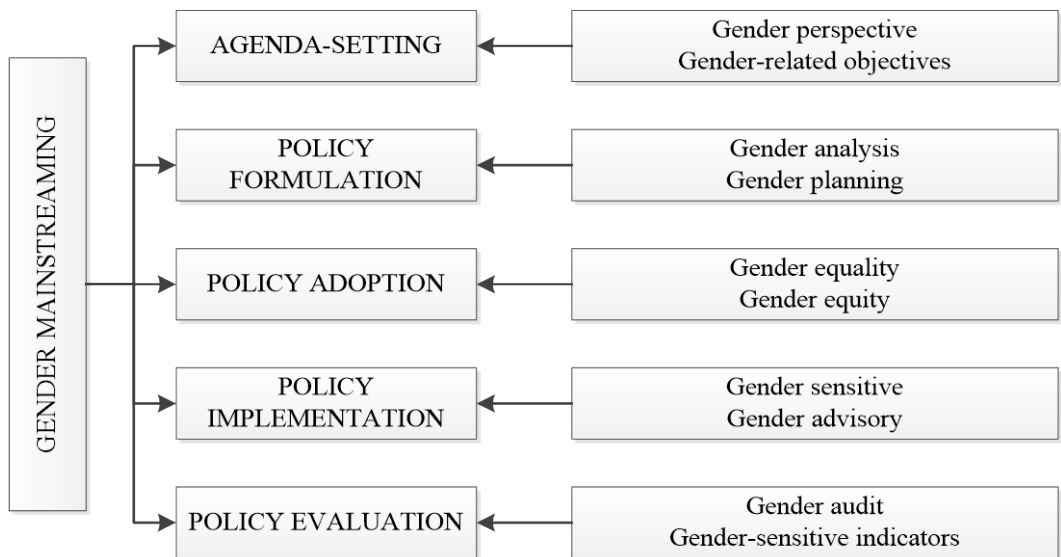 GENDER MAINSTREAMING
AGENDA-SETTING
Gender perspective
Gender-related objectives
POLICY
FORMULATION
Gender analysis
Gender planning
POLICY ADOPTION
Gender equality
Gender equity
POLICY
IMPLEMENTATION
Gender sensitive
Gender advisory
POLICY EVALUATION
Gender audit
Gender-sensitive indicators